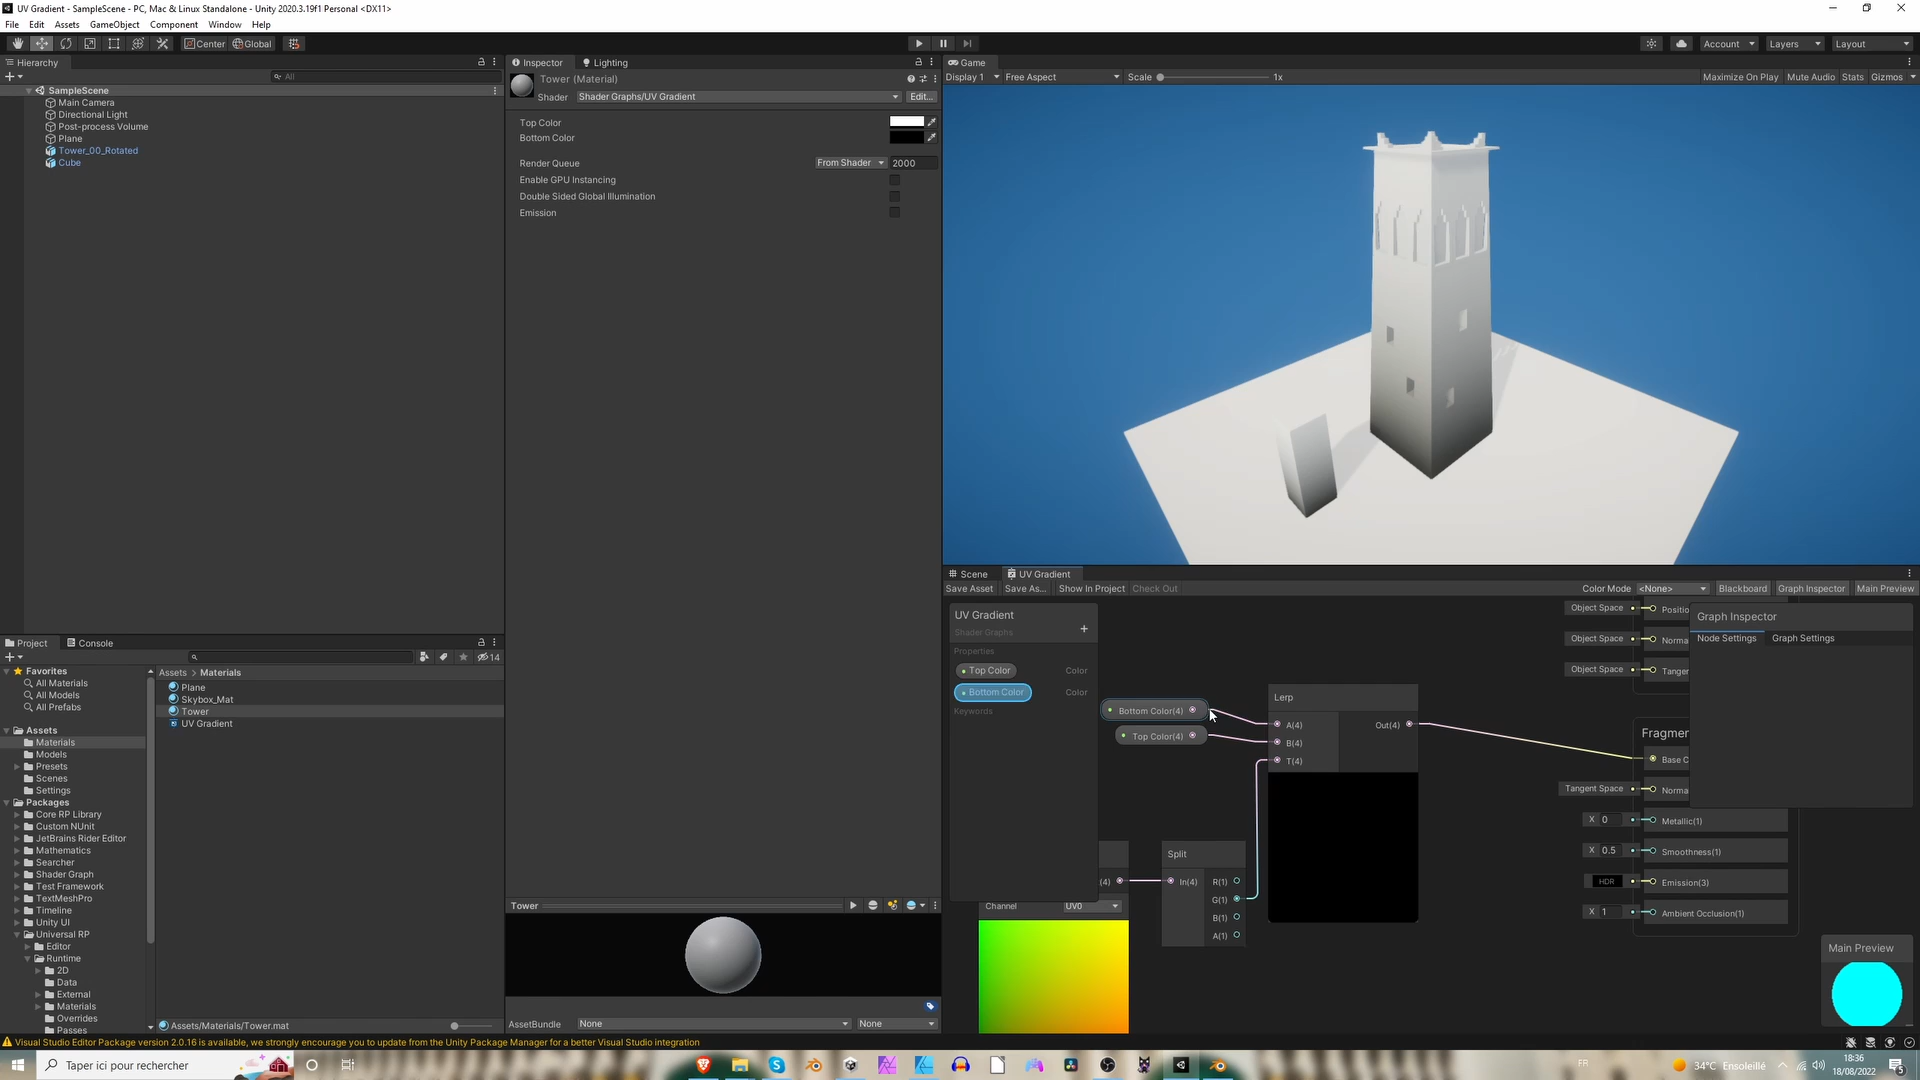 UV Gradient - SampleScene - PC, Mac & Linux Standalone - Unity 2020.3.19f1 Personal <DX11>
File Edit Assets GameObject Component Window Help
Center Global
Account Layers Layout
Hierarchy
All
SampleScene
Main Camera
Directional Light
Post-process Volume
Plane
Tower_00_Rotated
Cube
Inspector Lighting
Tower (Material)
Shader Shader Graphs/UV Gradient Edit...
Top Color
Bottom Color
Render Queue From Shader 2000
Enable GPU Instancing
Double Sided Global Illumination
Emission
Game
Display 1 Free Aspect Scale 1x Maximize On Play Mute Audio Stats Gizmos
Scene UV Gradient
Save Asset Save As... Show In Project Check Out Color Mode <None> Blackboard Graph Inspector Main Preview
UV Gradient
Shader Graphs
Properties
Top Color Color
Bottom Color Color
Keywords
Bottom Color(4)
Top Color(4)
Lerp
A(4) Out(4)
B(4)
T(4)
Split
(4) In(4) R(1)
G(1)
B(1)
A(1)
Channel UV0
Object Space Positio
Object Space Norma
Object Space Tanger
Graph Inspector
Node Settings Graph Settings
Fragmen
Base C
Tangent Space Norma
X 0 Metallic(1)
X 0.5 Smoothness(1)
HDR Emission(3)
X 1 Ambient Occlusion(1)
Main Preview
Project Console
14
Favorites
All Materials
All Models
All Prefabs
Assets
Materials
Models
Presets
Scenes
Settings
Packages
Core RP Library
Custom NUnit
JetBrains Rider Editor
Mathematics
Searcher
Shader Graph
Test Framework
TextMeshPro
Timeline
Unity UI
Universal RP
Editor
Runtime
2D
Data
External
Materials
Overrides
Passes
Assets > Materials
Plane
Skybox_Mat
Tower
UV Gradient
Assets/Materials/Tower.mat
Tower
AssetBundle None None
Visual Studio Editor Package version 2.0.16 is available, we strongly encourage you to update from the Unity Package Manager for a better Visual Studio integration
Taper ici pour rechercher
FR
34°C Ensoleillé
18:36
18/08/2022
5